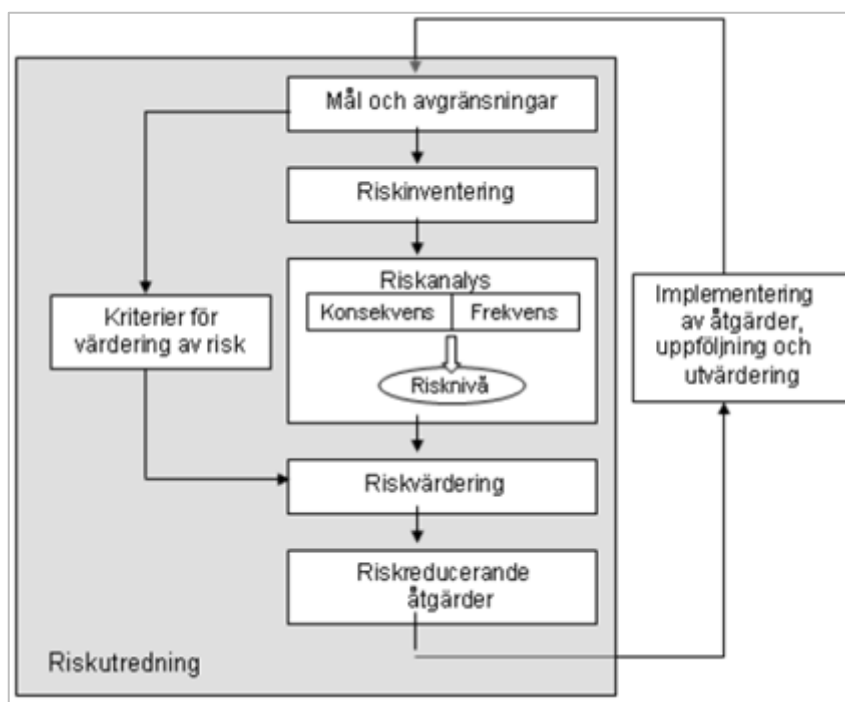 Mål och avgränsningar
Riskinventering
Riskanalys
Konsekvens
Frekvens
Risknivå
Kriterier för
värdering av risk
Implementering
av åtgärder,
uppföljning och
utvärdering
Riskvärdering
Riskreducerande
åtgärder
Riskutredning